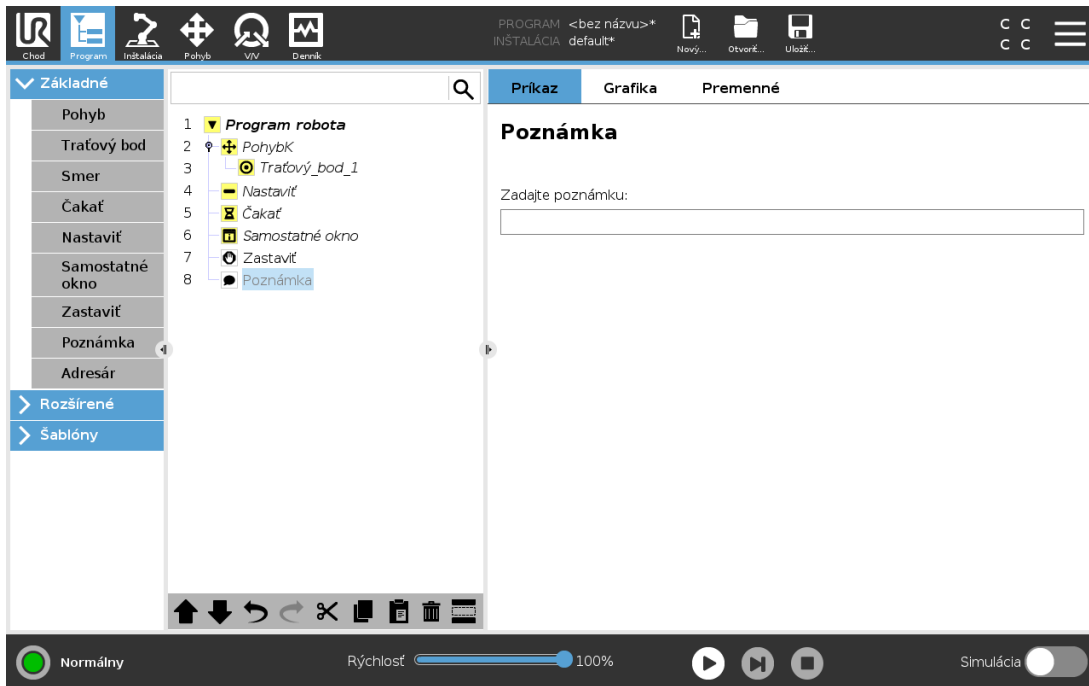 PROGRAM <bez názvu>*
INŠTALÁCIA default*
C C
C C
Chod Program Inštalácia Pohyb V/V Denník Nový... Otvoriť... Uložiť...
Základné
Pohyb
Traťový bod
Smer
Čakať
Nastaviť
Samostatné
okno
Zastaviť
Poznámka
Adresár
Rozšírené
Šablóny
1 Program robota
2 PohybK
3 Traťový_bod_1
4 Nastaviť
5 Čakať
6 Samostatné okno
7 Zastaviť
8 Poznámka
Príkaz Grafika Premenné
Poznámka
Zadajte poznámku:
Normálny Rýchlosť 100% Simulácia